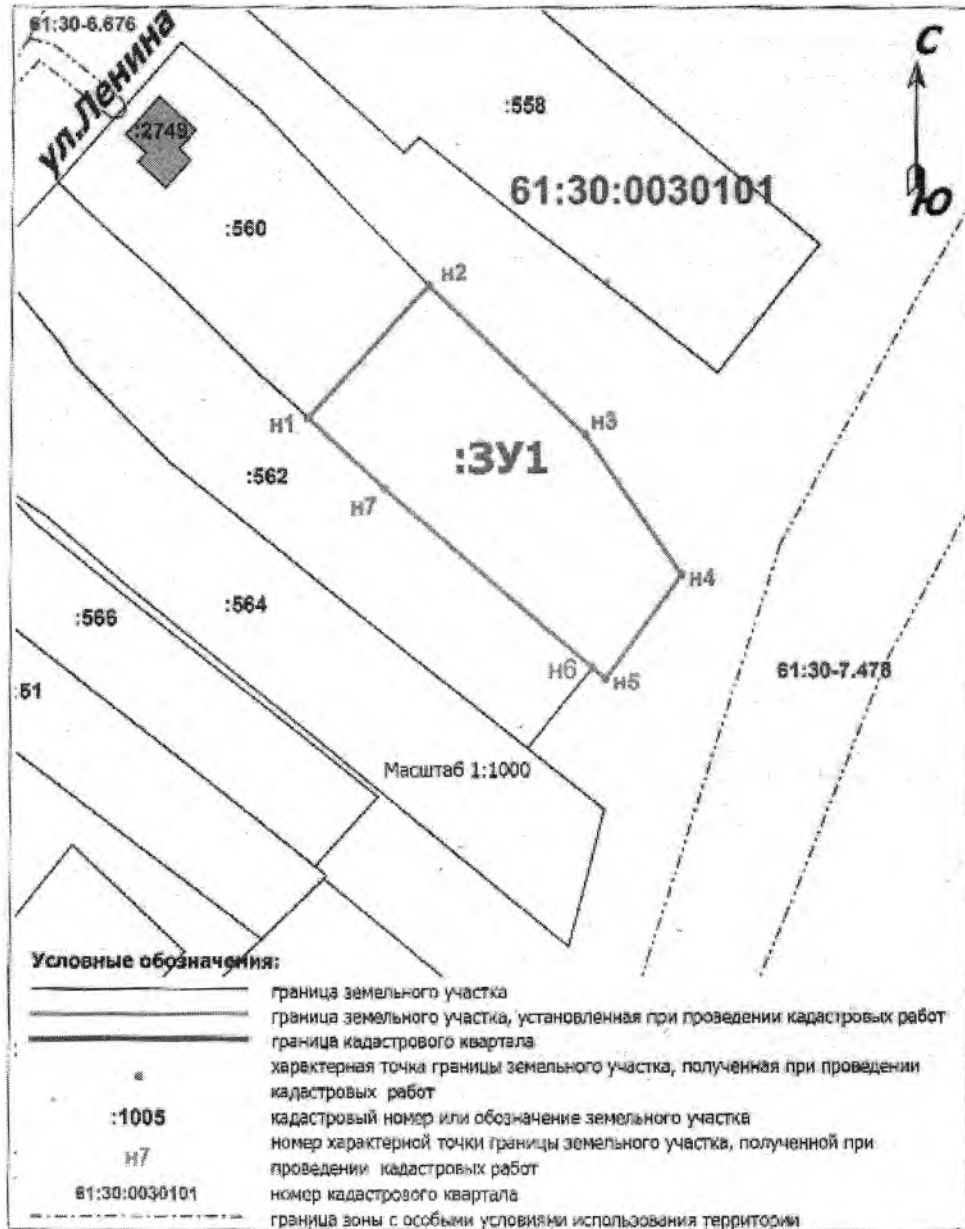 61:30-6.676
ул.Ленина
:2749
:560
:558
С
Ю
61:30:0030101
н2
н1
н3
:ЗУ1
:562
н7
н4
:564
:566
н6
н5
61:30-7.478
:51
Масштаб 1:1000
Условные обозначения:
граница земельного участка
граница земельного участка, установленная при проведении кадастровых работ
граница кадастрового квартала
характерная точка границы земельного участка, полученная при проведении
кадастровых работ
:1005
кадастровый номер или обозначение земельного участка
н7
номер характерной точки границы земельного участка, полученной при
проведении кадастровых работ
61:30:0030101
номер кадастрового квартала
граница зоны с особыми условиями использования территории